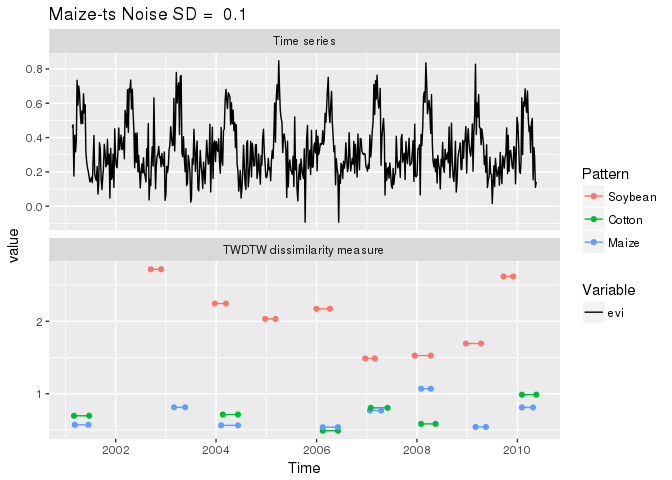 Maize-ts Noise SD = 0.1
Time series
0.8
0.6
0.4
0.2
0.0
value
TWDTW dissimilarity measure
2
1
2002
2004
2006
2008
2010
Time
Pattern
Soybean
Cotton
Maize
Variable
evi